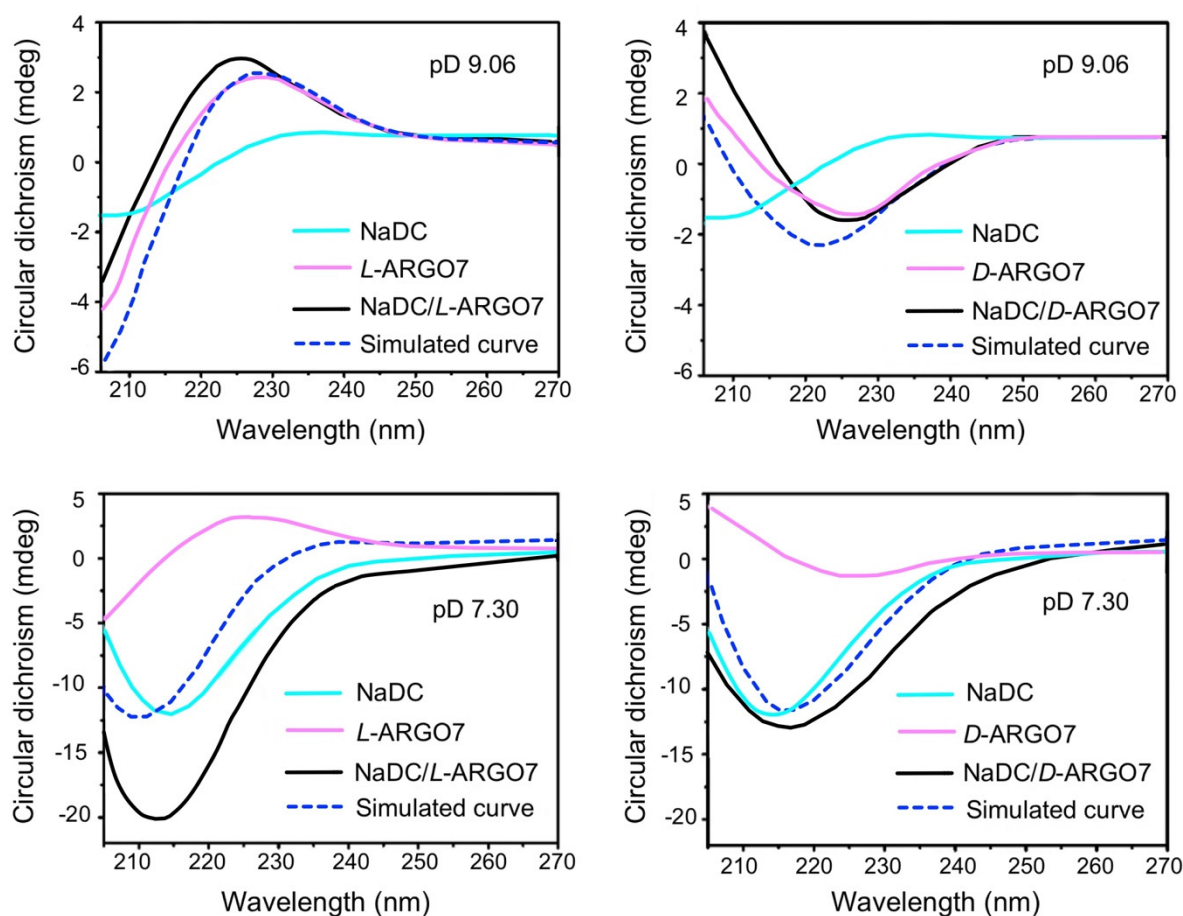 4
2
0
-2
-4
-6
210 220 230 240 250 260 270
Circular dichroism (mdeg)
Wavelength (nm)
pD 9.06
NaDC
L-ARGO7
NaDC/L-ARGO7
Simulated curve
4
2
0
-2
-4
-6
210 220 230 240 250 260 270
Circular dichroism (mdeg)
Wavelength (nm)
pD 9.06
NaDC
D-ARGO7
NaDC/D-ARGO7
Simulated curve
5
0
-5
-10
-15
-20
210 220 230 240 250 260 270
Circular dichroism (mdeg)
Wavelength (nm)
pD 7.30
NaDC
L-ARGO7
NaDC/L-ARGO7
Simulated curve
5
0
-5
-10
-15
-20
210 220 230 240 250 260 270
Circular dichroism (mdeg)
Wavelength (nm)
pD 7.30
NaDC
D-ARGO7
NaDC/D-ARGO7
Simulated curve